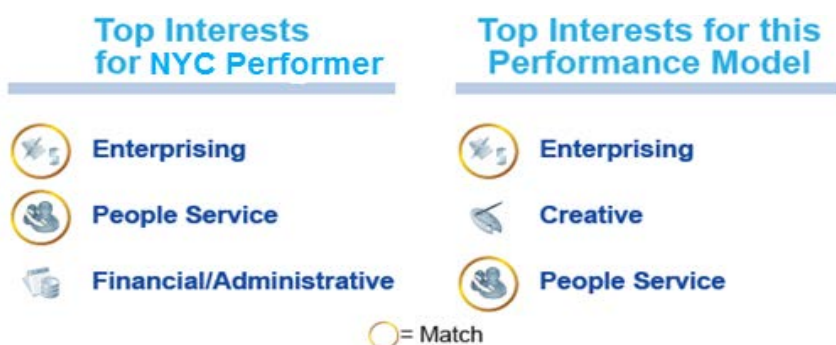 Top Interests
for NYC Performer
Enterprising
People Service
Financial/Administrative
Top Interests for this
Performance Model
Enterprising
Creative
People Service
= Match